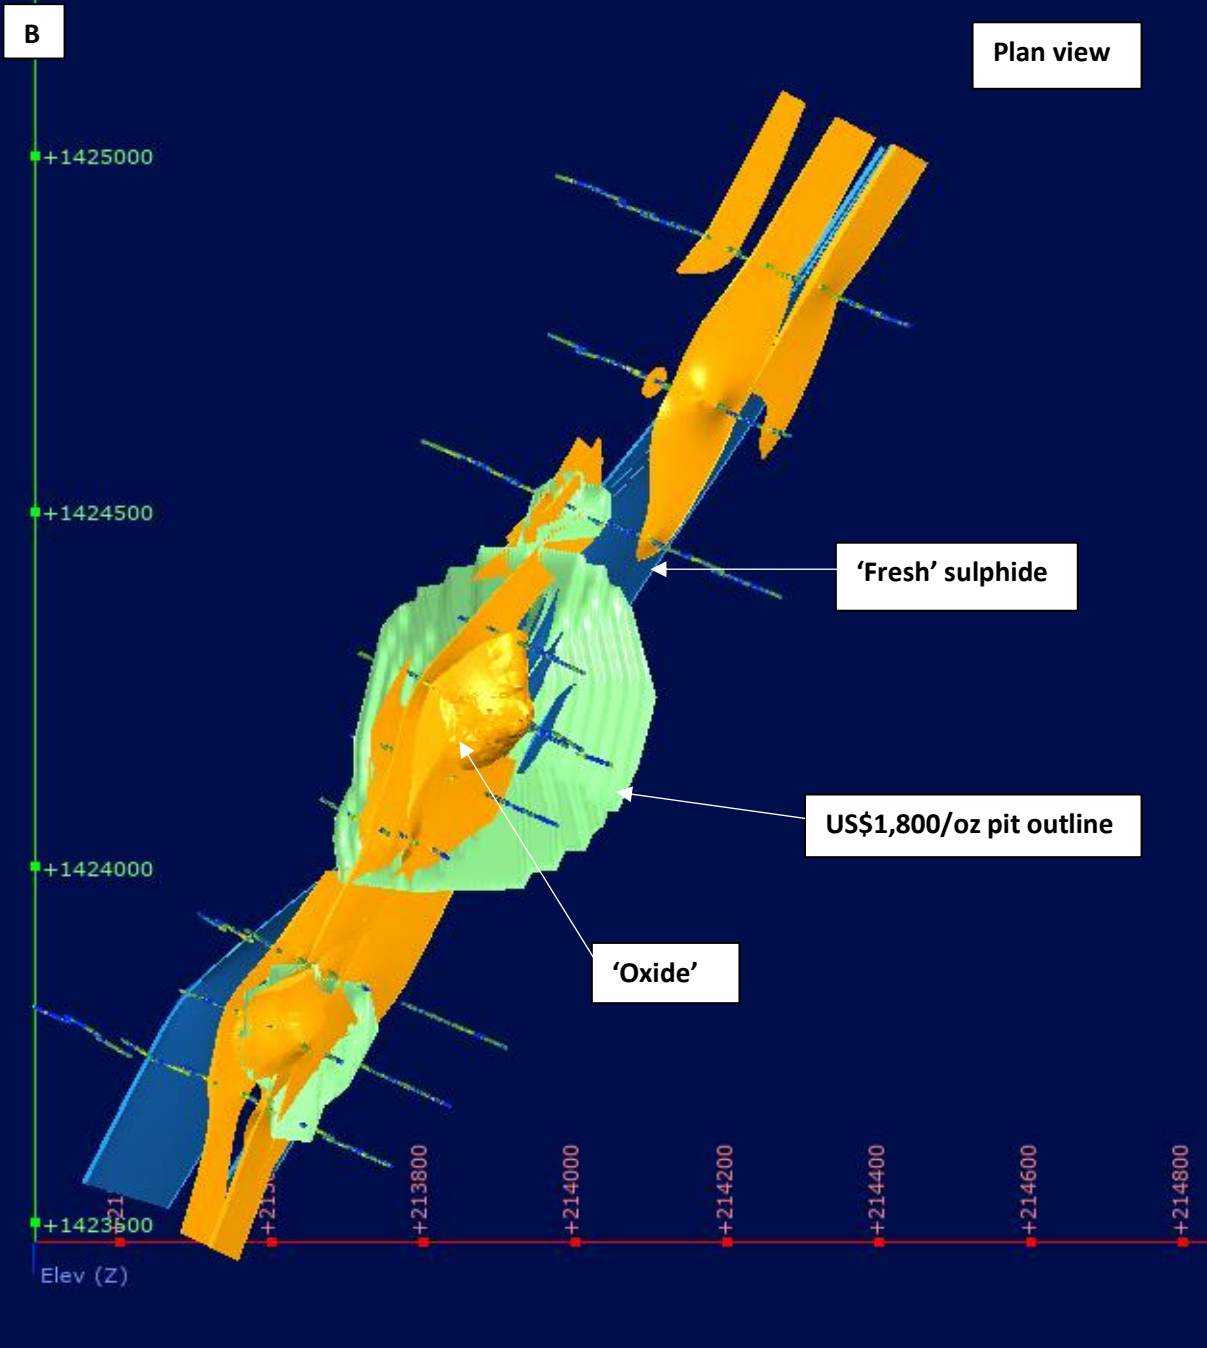 B
Plan view
+1425000
+1424500
‘Fresh’ sulphide
US$1,800/oz pit outline
+1424000
‘Oxide’
+213800
+214000
+214200
+214400
+214600
+214800
+1423500
Elev (Z)